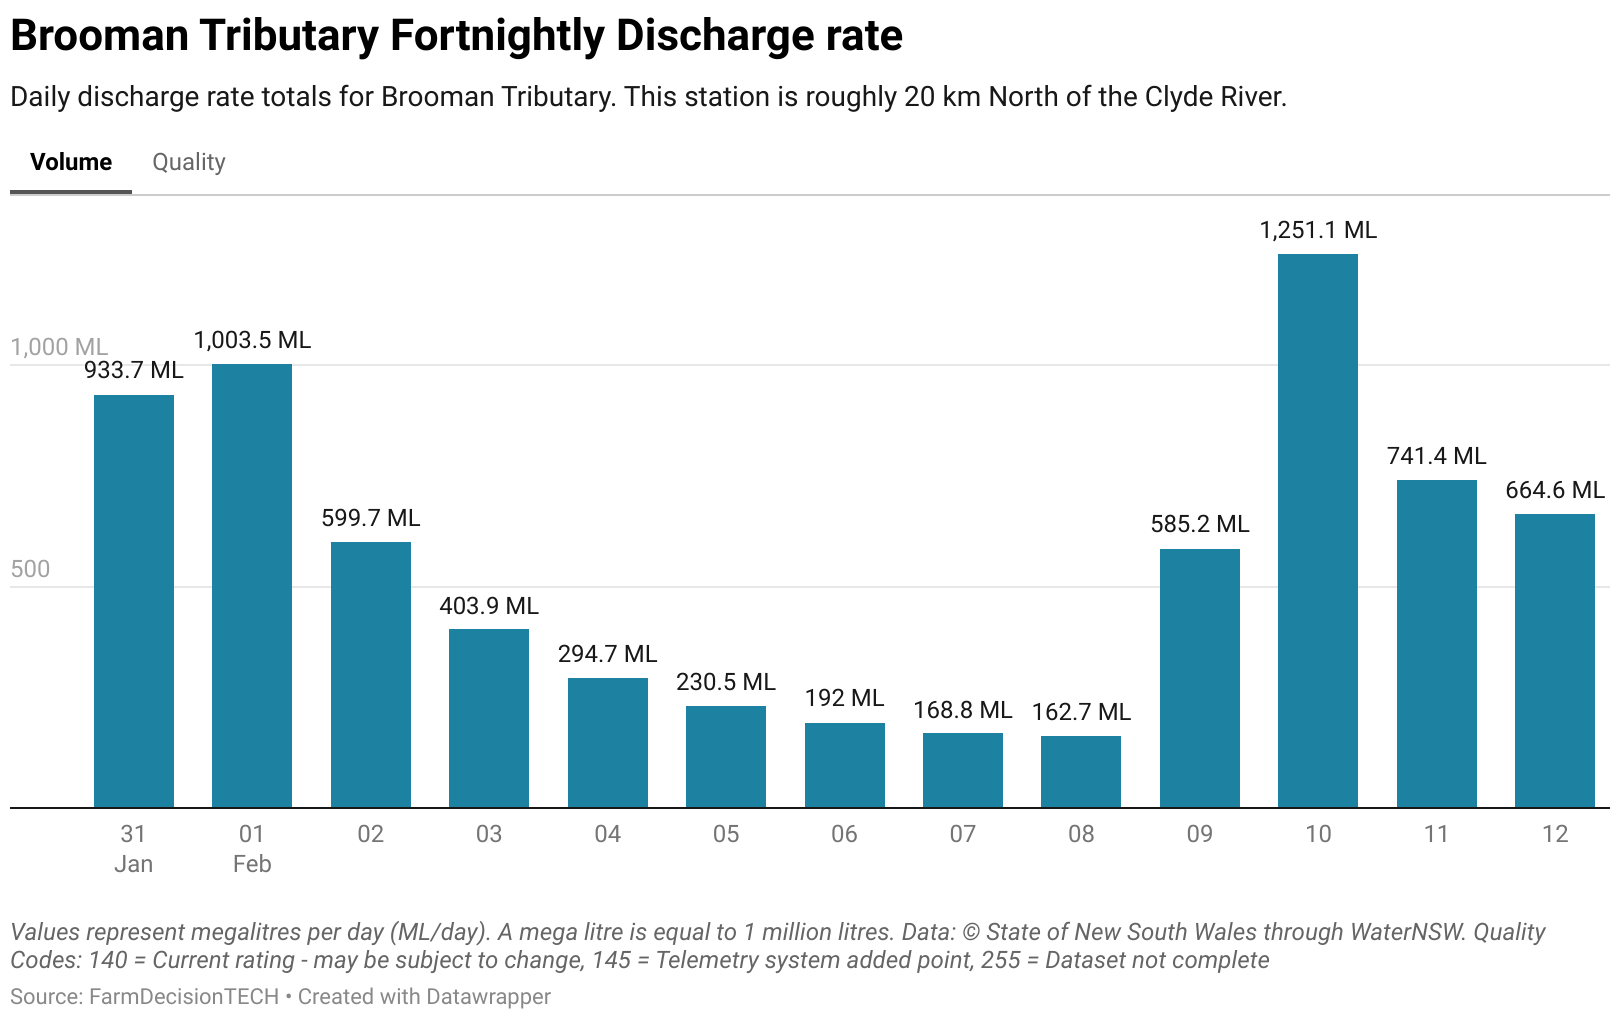 Brooman Tributary Fortnightly Discharge rate
Daily discharge rate totals for Brooman Tributary. This station is roughly 20 km North of the Clyde River.
Volume Quality
1,251.1 ML
1,003.5 ML
1,000 ML
933.7 ML
741.4 ML
664.6 ML
599.7 ML
585.2 ML
500
403.9 ML
294.7 ML
230.5 ML
192 ML
168.8 ML
162.7 ML
31 01 02 03 04 05 06 07 08 09 10 11 12
Jan Feb
Values represent megalitres per day (ML/day). A mega litre is equal to 1 million litres. Data: © State of New South Wales through WaterNSW. Quality
Codes: 140 = Current rating - may be subject to change, 145 = Telemetry system added point, 255 = Dataset not complete
Source: FarmDecisionTECH • Created with Datawrapper